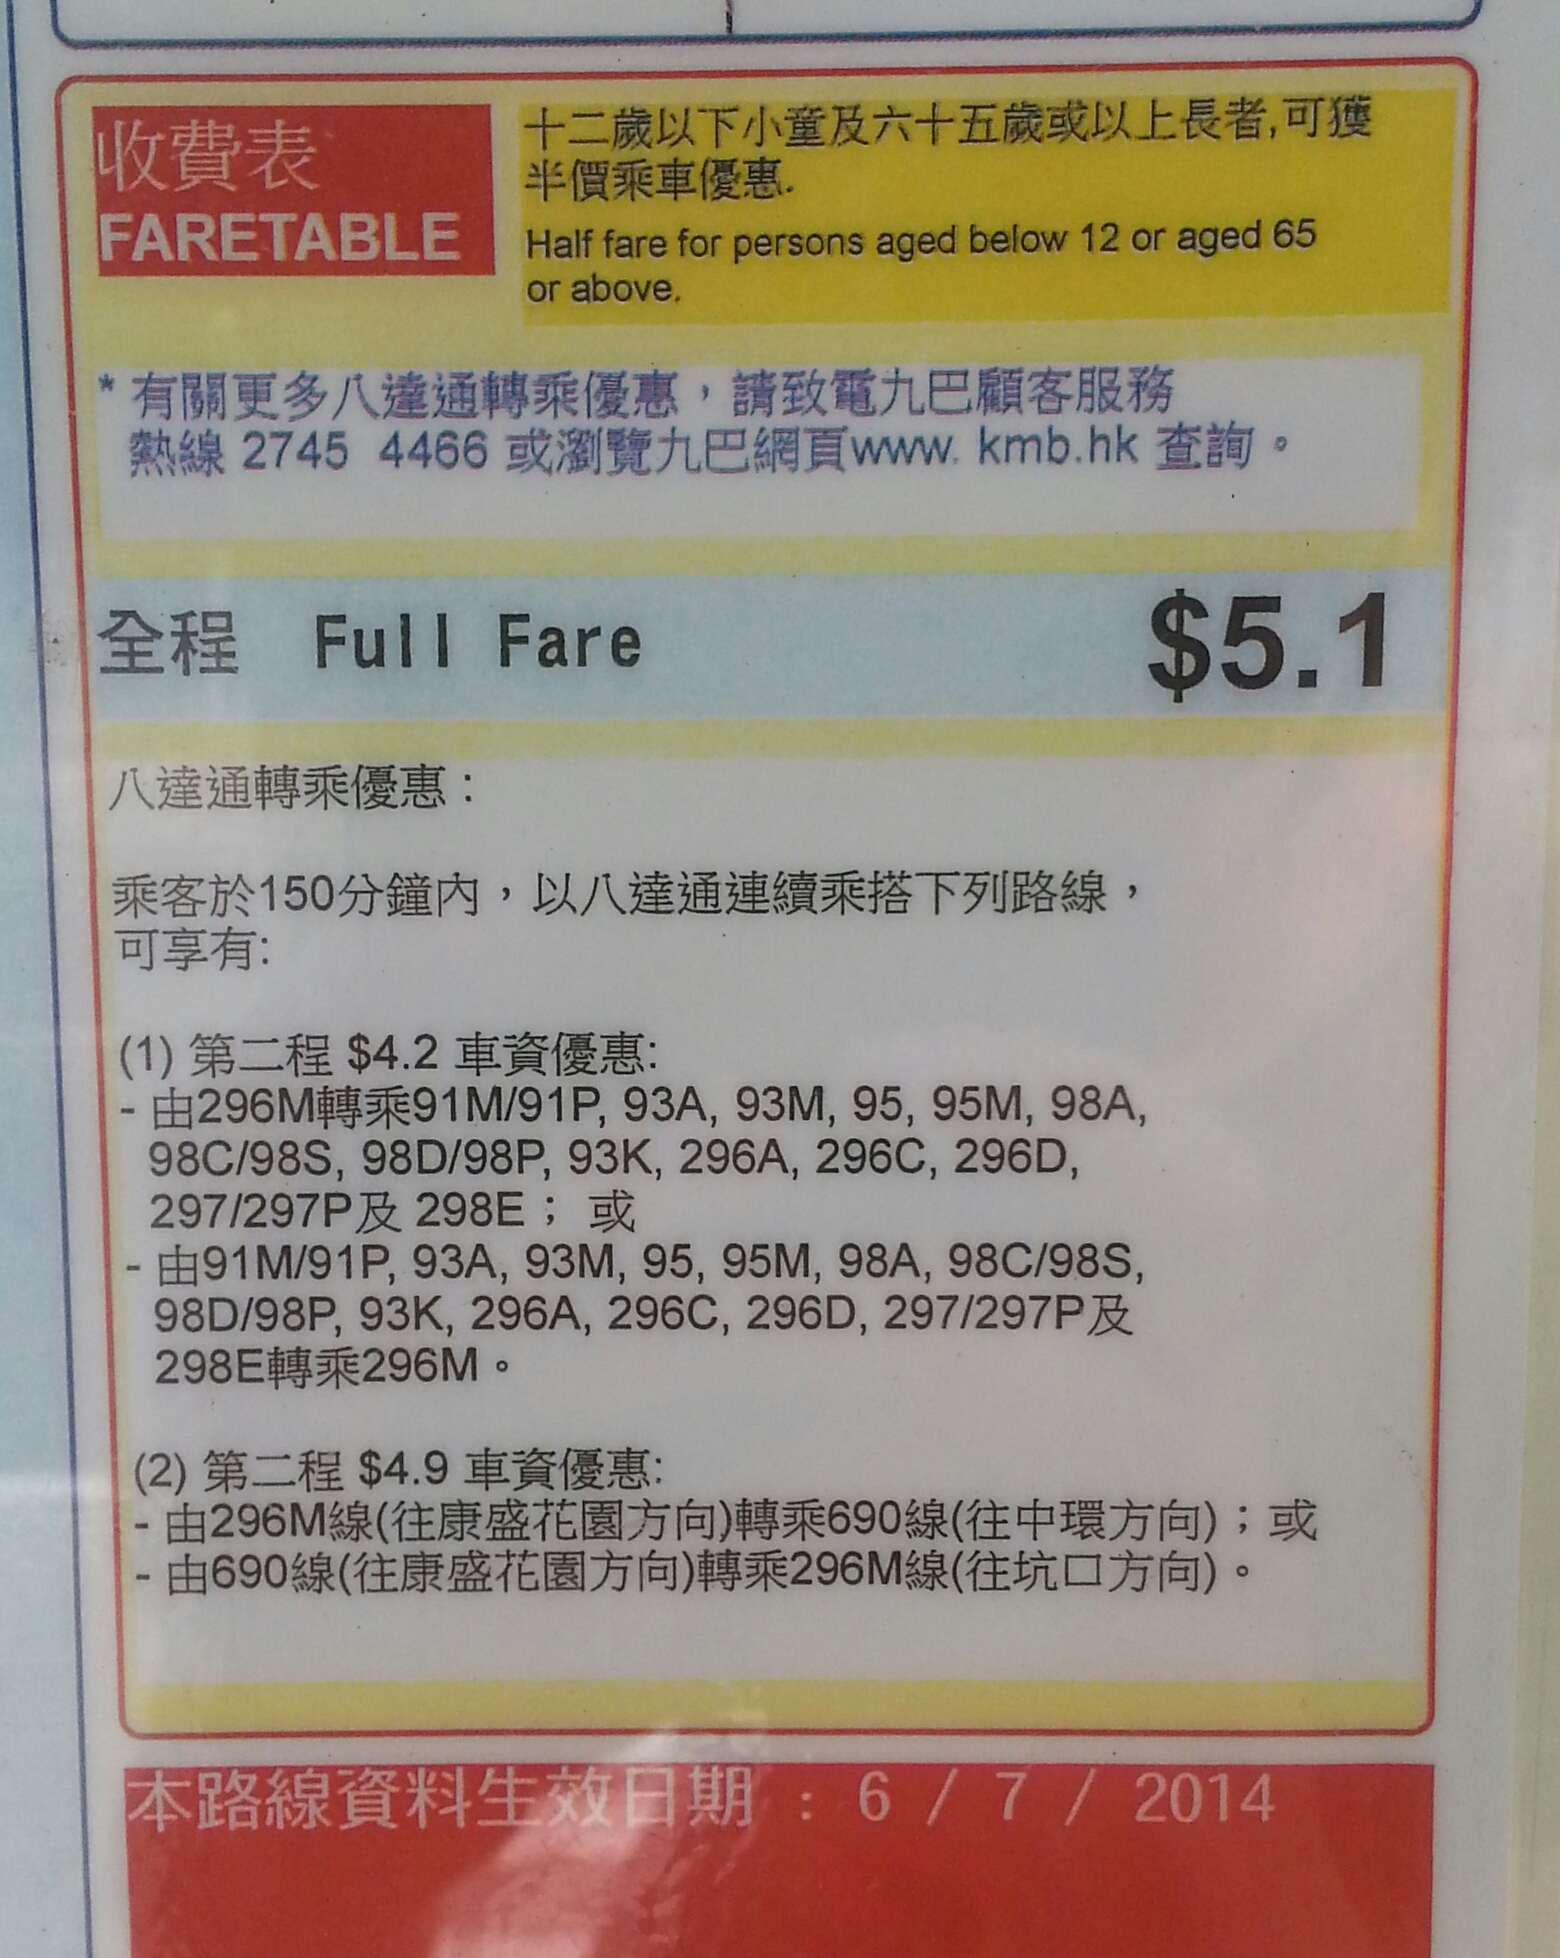 收費表
FARETABLE
十二歲以下小童及六十五歲或以上長者,可獲
半價乘車優惠.
Half fare for persons aged below 12 or aged 65
or above.
* 有關更多八達通轉乘優惠，請致電九巴顧客服務
熱線 2745 4466 或瀏覽九巴網頁www. kmb.hk 查詢。
全程 Full Fare $5.1
八達通轉乘優惠：
乘客於150分鐘內，以八達通連續乘搭下列路線，
可享有:
(1) 第二程 $4.2 車資優惠:
- 由296M轉乘91M/91P, 93A, 93M, 95, 95M, 98A,
98C/98S, 98D/98P, 93K, 296A, 296C, 296D,
297/297P及 298E； 或
- 由91M/91P, 93A, 93M, 95, 95M, 98A, 98C/98S,
98D/98P, 93K, 296A, 296C, 296D, 297/297P及
298E轉乘296M。
(2) 第二程 $4.9 車資優惠:
- 由296M線(往康盛花園方向)轉乘690線(往中環方向)；或
- 由690線(往康盛花園方向)轉乘296M線(往坑口方向)。
本路線資料生效日期 : 6 / 7 / 2014